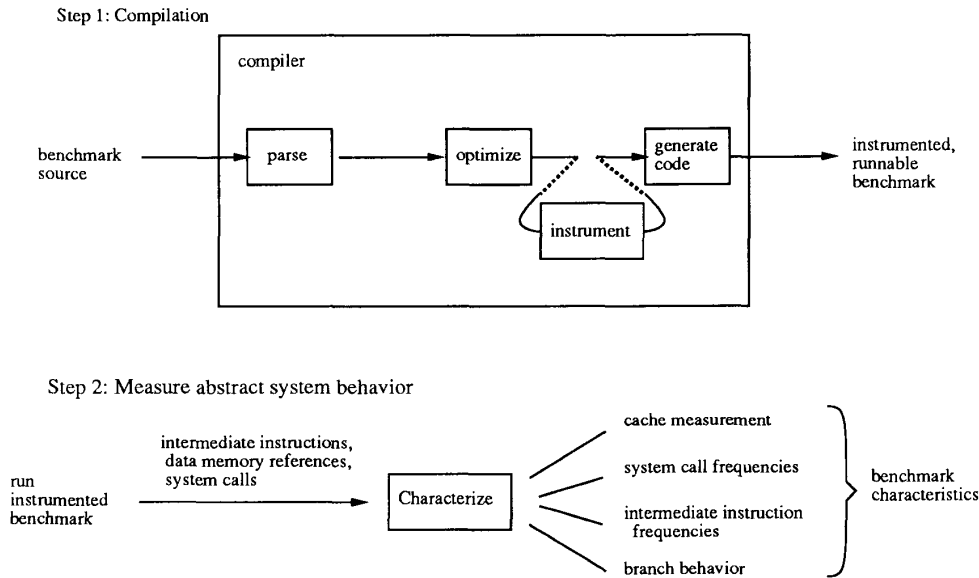 Step 1: Compilation
compiler
benchmark
source
parse
optimize
generate
code
instrumented,
runnable
benchmark
instrument
Step 2: Measure abstract system behavior
run
instrumented
benchmark
intermediate instructions,
data memory references,
system calls
Characterize
cache measurement
system call frequencies
intermediate instruction
frequencies
branch behavior
benchmark
characteristics